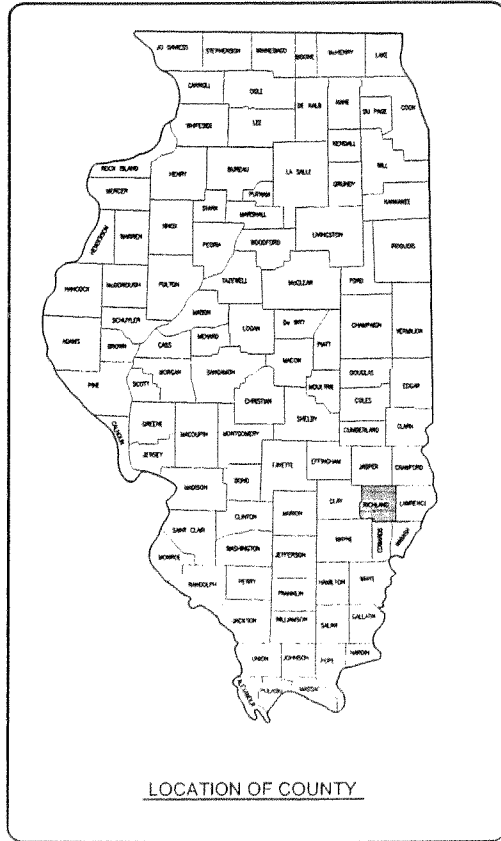 JO DAVIESS STEPHENSON WINNEBAGO BOONE McHENRY LAKE
CARROLL OGLE DE KALB KANE DU PAGE COOK
WHITESIDE LEE KENDALL
ROCK ISLAND HENRY BUREAU LA SALLE GRUNDY WILL
MERCER PUTNAM KANKAKEE
HENDERSON WARREN KNOX STARK MARSHALL LIVINGSTON
PEORIA WOODFORD IROQUOIS
HANCOCK McDONOUGH FULTON TAZEWELL McLEAN FORD
SCHUYLER MASON LOGAN De WITT CHAMPAIGN VERMILION
ADAMS BROWN CASS MENARD PIATT
MACON
PIKE SCOTT MORGAN SANGAMON MOULTRIE DOUGLAS EDGAR
CHRISTIAN COLES
CALHOUN GREENE MACOUPIN MONTGOMERY SHELBY CUMBERLAND CLARK
JERSEY FAYETTE EFFINGHAM JASPER CRAWFORD
MADISON BOND CLAY RICHLAND LAWRENCE
CLINTON MARION
SAINT CLAIR WAYNE EDWARDS WABASH
MONROE WASHINGTON JEFFERSON
RANDOLPH PERRY HAMILTON WHITE
FRANKLIN
JACKSON WILLIAMSON SALINE GALLATIN
UNION JOHNSON POPE HARDIN
ALEXANDER PULASKI MASSAC
LOCATION OF COUNTY